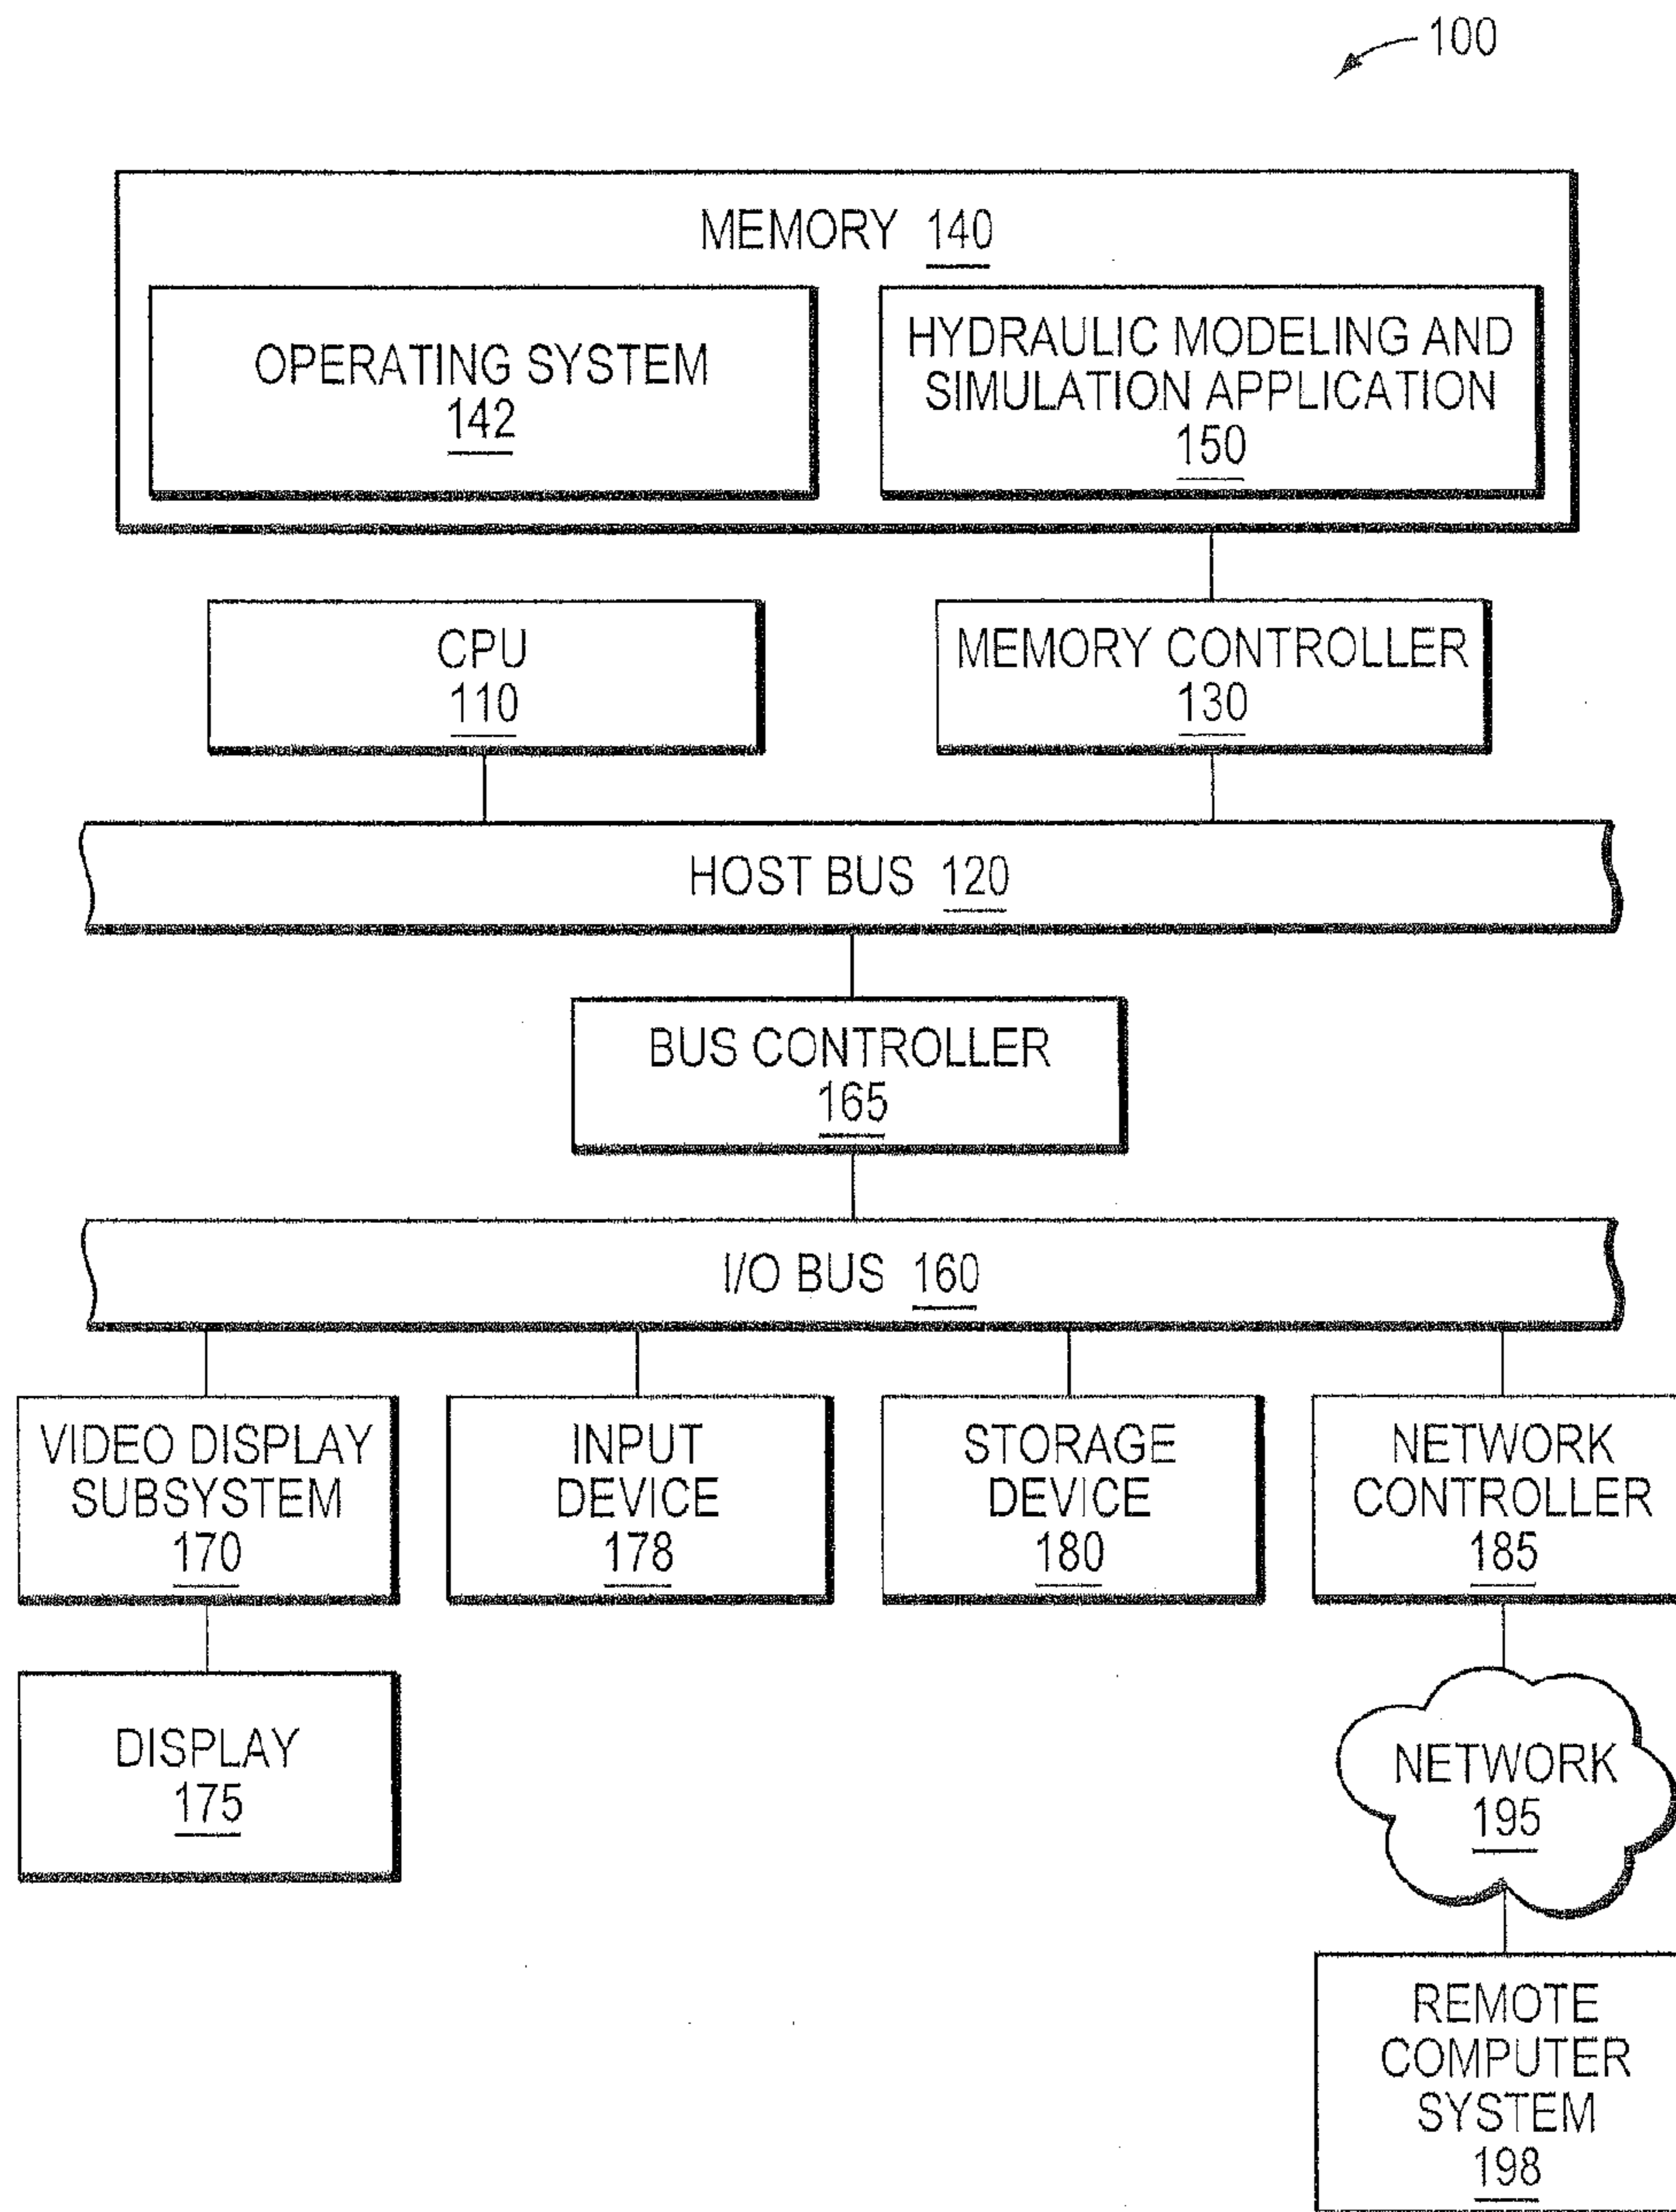 100
MEMORY 140
OPERATING SYSTEM
142
HYDRAULIC MODELING AND
SIMULATION APPLICATION
150
CPU
110
MEMORY CONTROLLER
130
HOST BUS 120
BUS CONTROLLER
165
I/O BUS 160
VIDEO DISPLAY
SUBSYSTEM
170
INPUT
DEVICE
178
STORAGE
DEVICE
180
NETWORK
CONTROLLER
185
DISPLAY
175
NETWORK
195
REMOTE
COMPUTER
SYSTEM
198